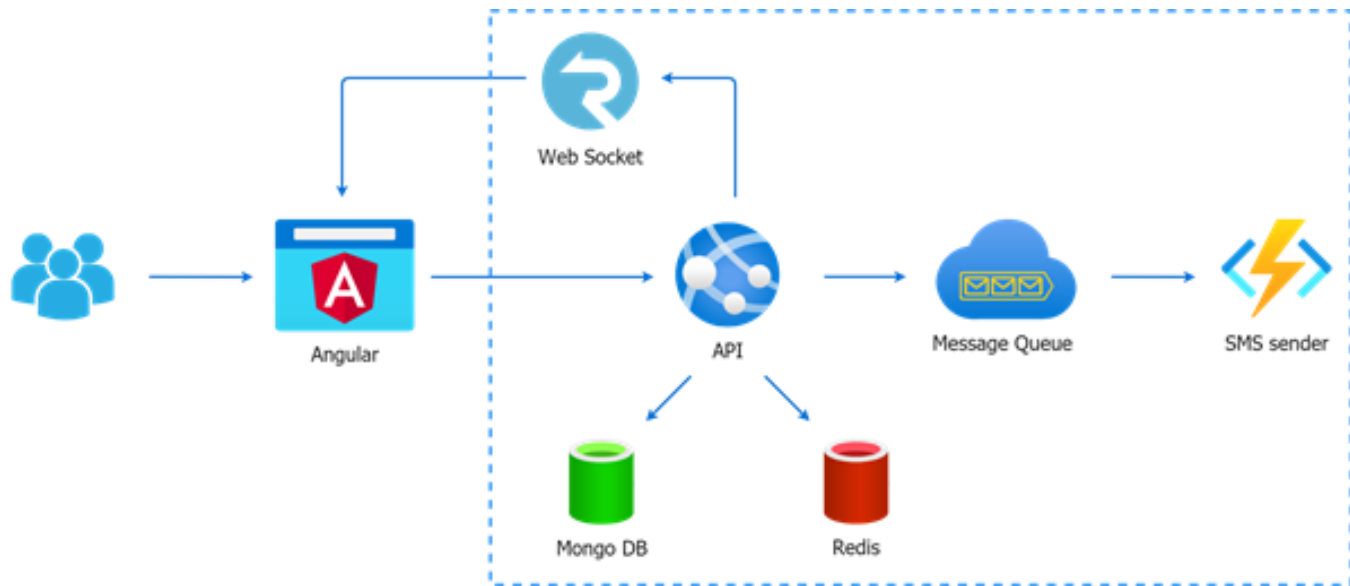 Web Socket
A
Angular
API
Message Queue
SMS sender
Mongo DB
Redis